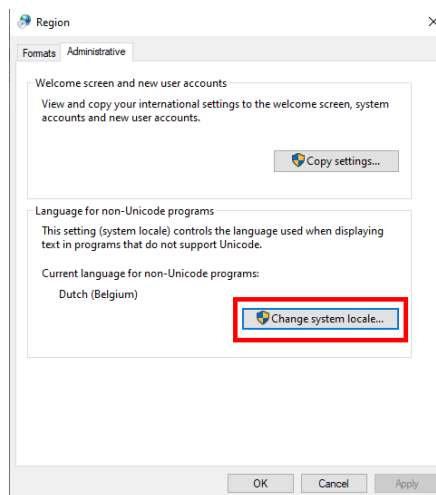 Region
Formats Administrative
Welcome screen and new user accounts
View and copy your international settings to the welcome screen, system
accounts and new user accounts.
Copy settings...
Language for non-Unicode programs
This setting (system locale) controls the language used when displaying
text in programs that do not support Unicode.
Current language for non-Unicode programs:
Dutch (Belgium)
Change system locale...
OK Cancel Apply